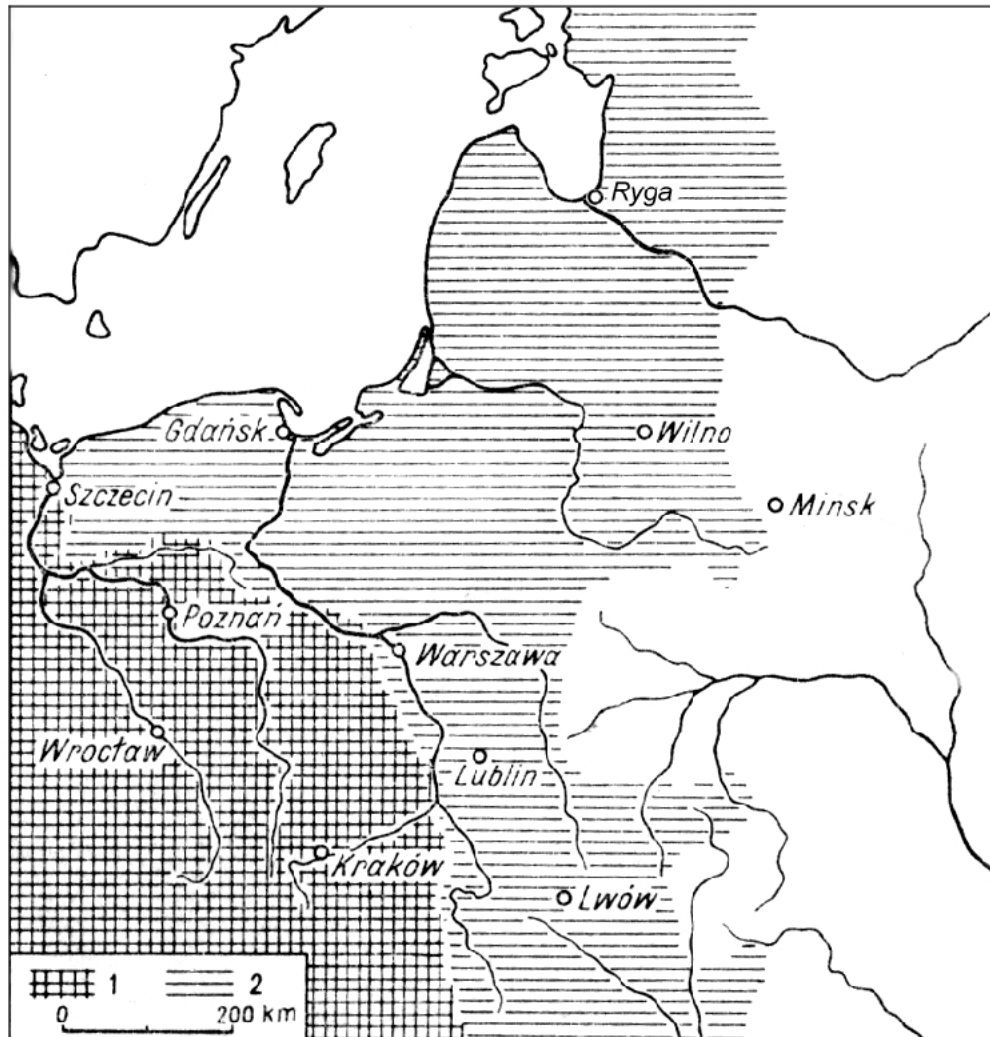 Ryga
Gdańsk
Wilno
Szczecin
Minsk
Poznań
Warszawa
Wrocław
Lublin
Kraków
Lwów
1 2
0 200 km